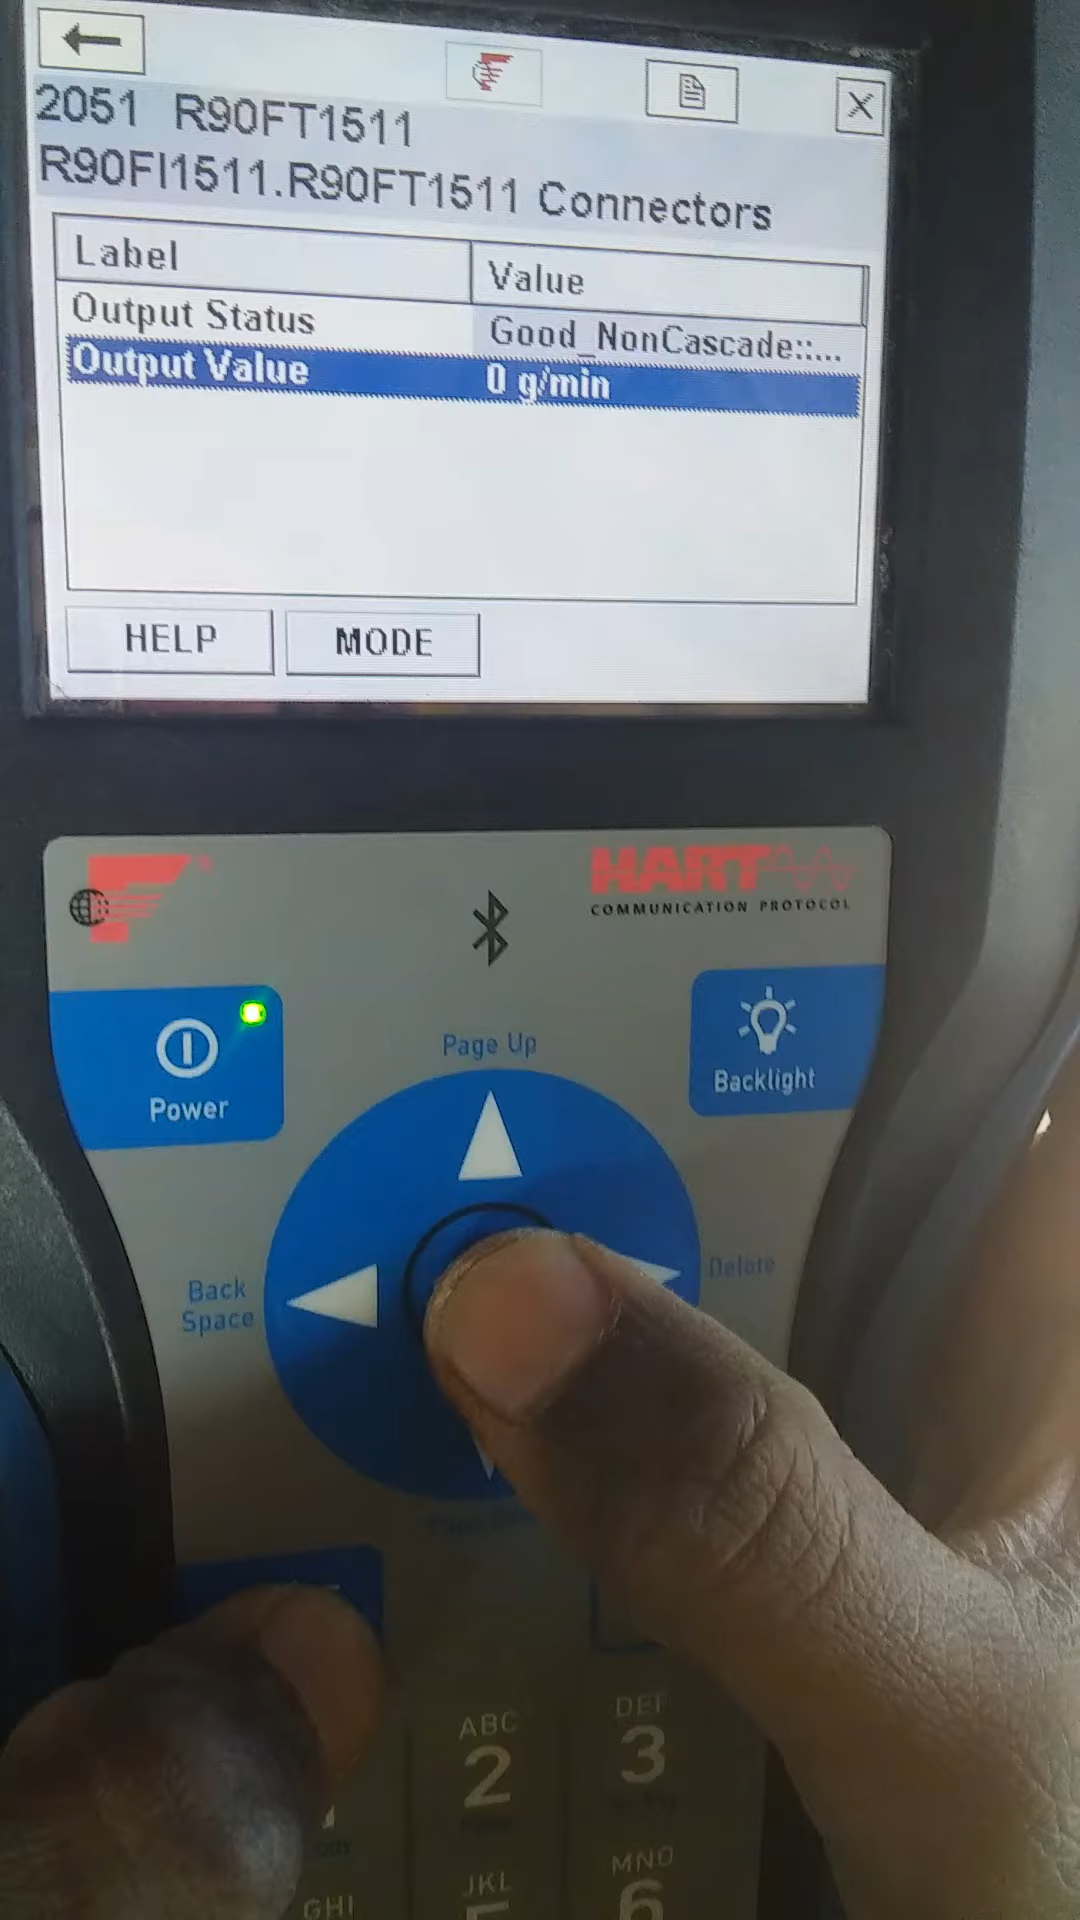 2051 R90FT1511
R90FI1511.R90FT1511 Connectors
Label Value
Output Status Good_NonCascade::...
Output Value 0 g/min
HELP MODE
HART
COMMUNICATION PROTOCOL
Power
Page Up
Backlight
Back
Space
Delete
ABC
2
DEF
3
GHI
JKL
MNO
6